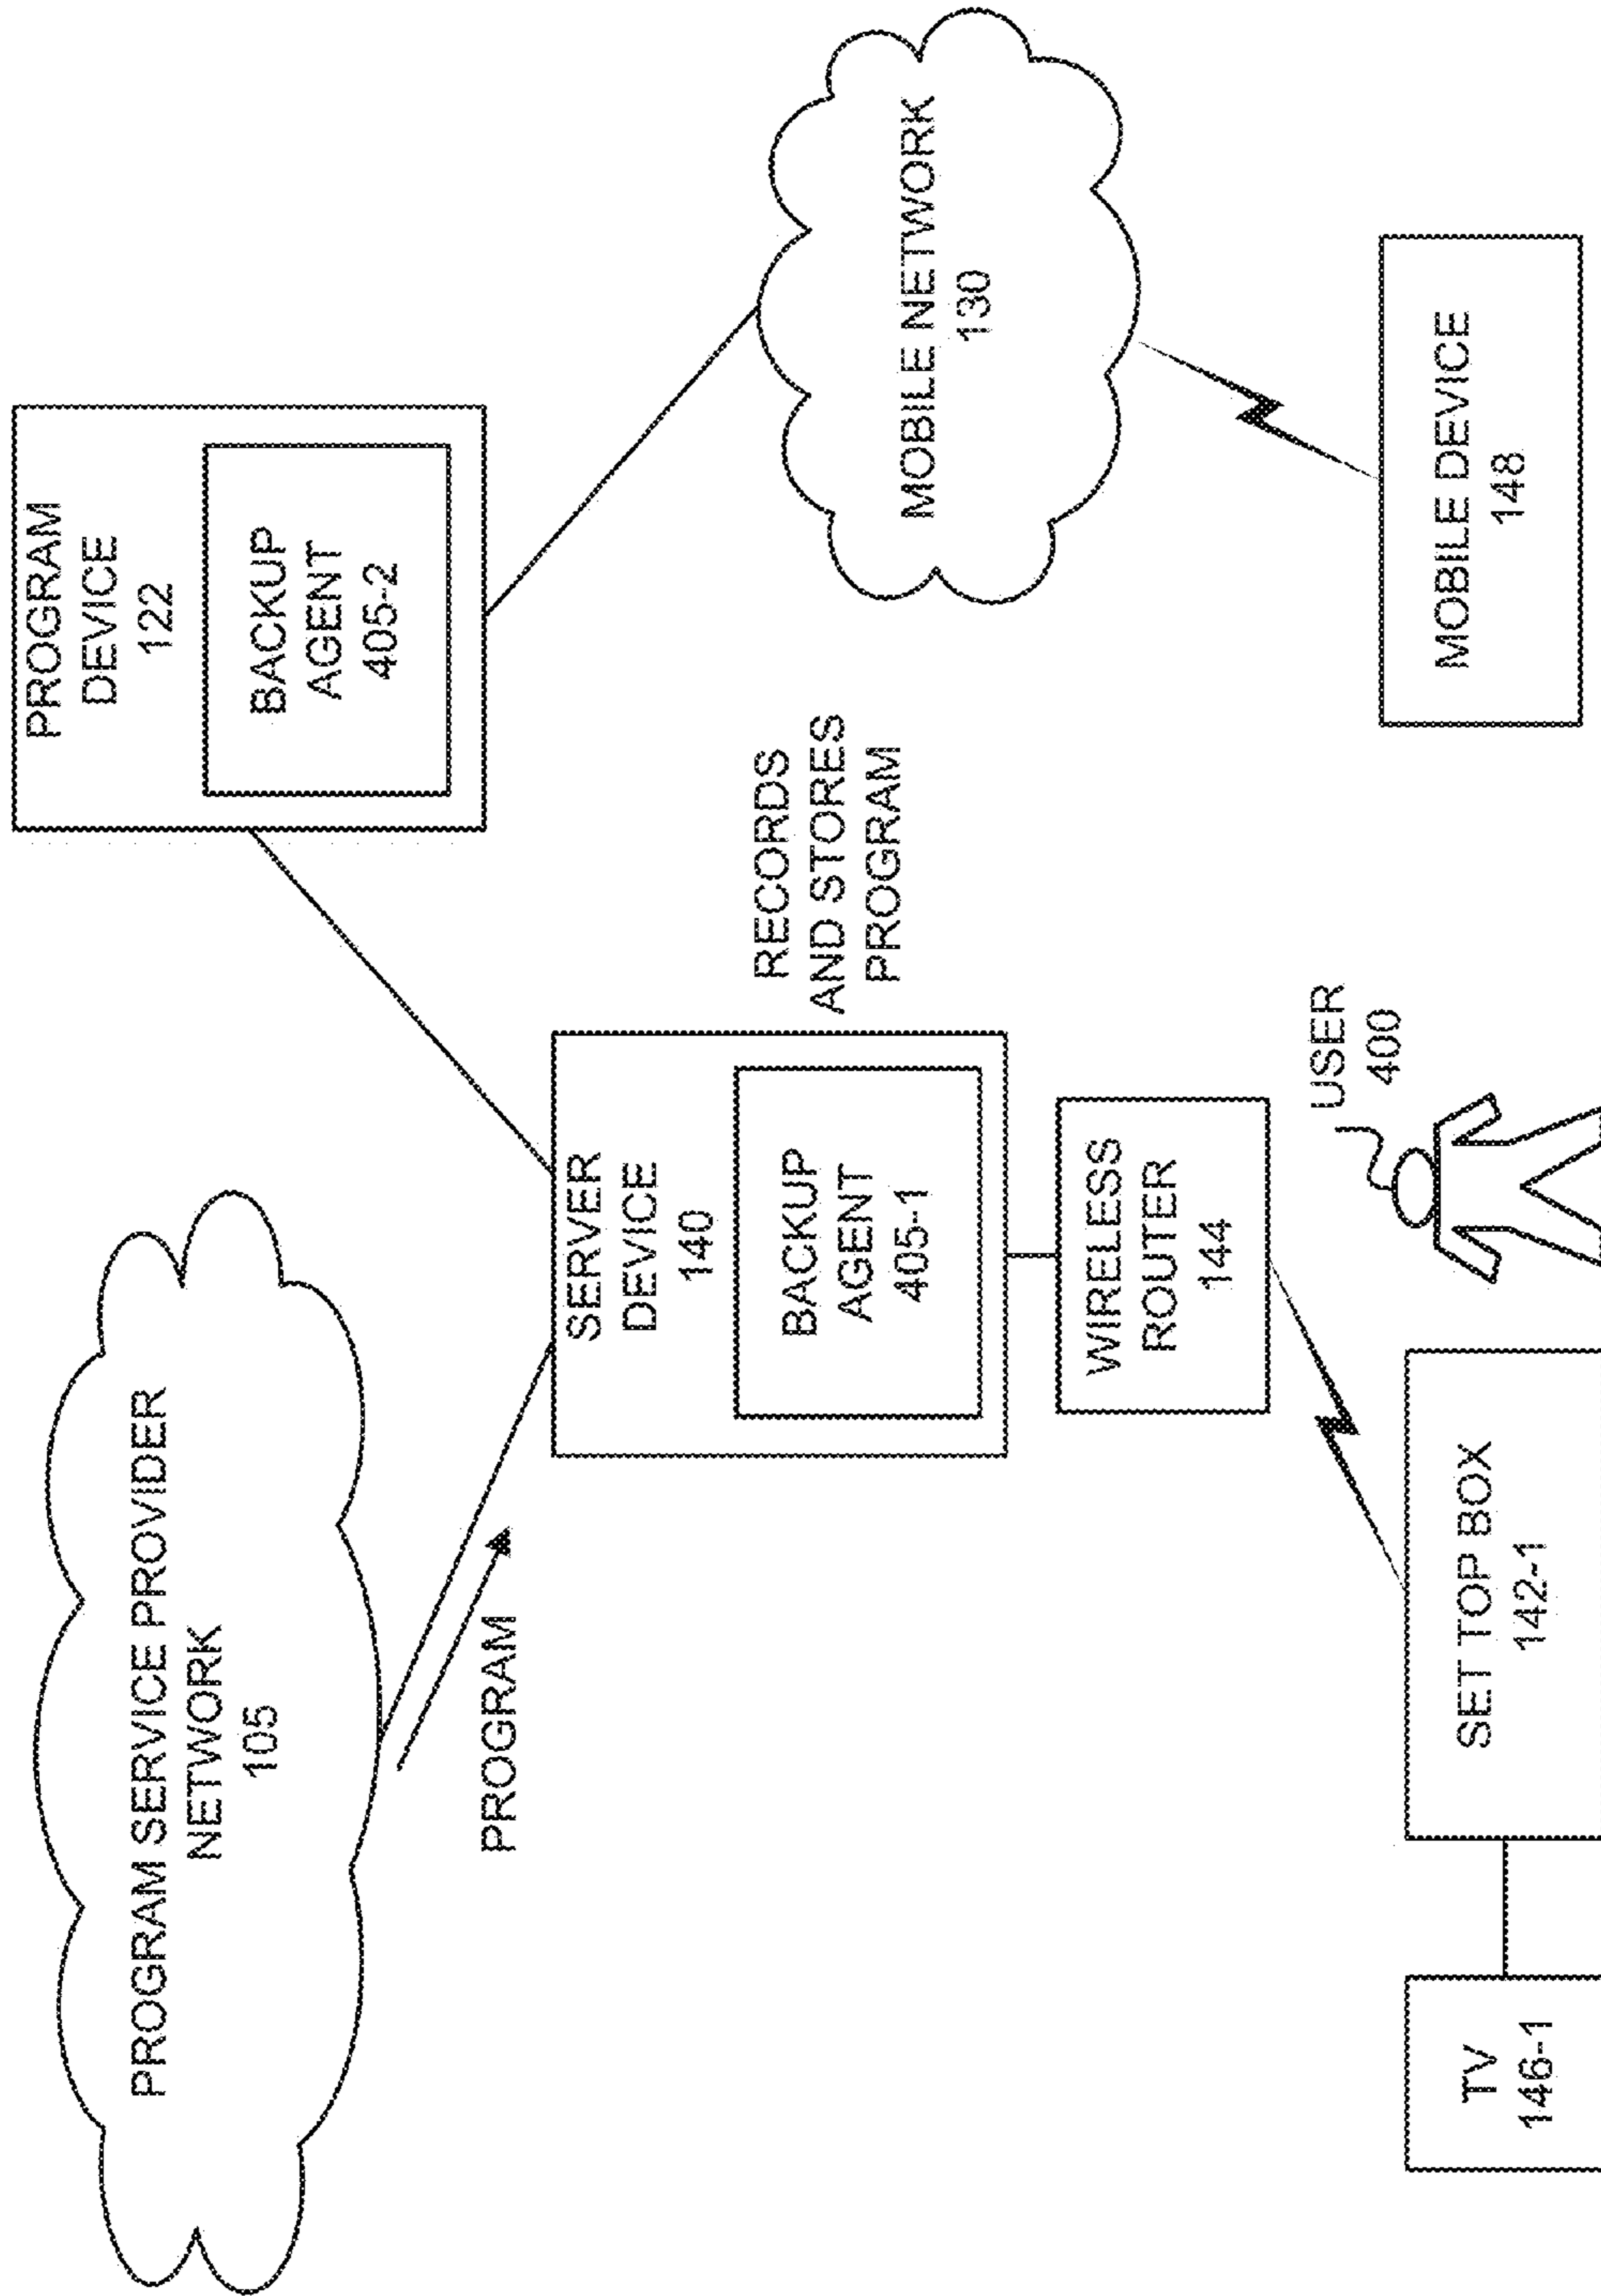 PROGRAM SERVICE PROVIDER
NETWORK
105
PROGRAM
DEVICE
122
BACKUP
AGENT
405-2
PROGRAM
SERVER
DEVICE
140
BACKUP
AGENT
405-1
RECORDS
AND STORES
PROGRAM
MOBILE NETWORK
130
WIRELESS
ROUTER
144
USER
400
TV
146-1
SET TOP BOX
142-1
MOBILE DEVICE
148